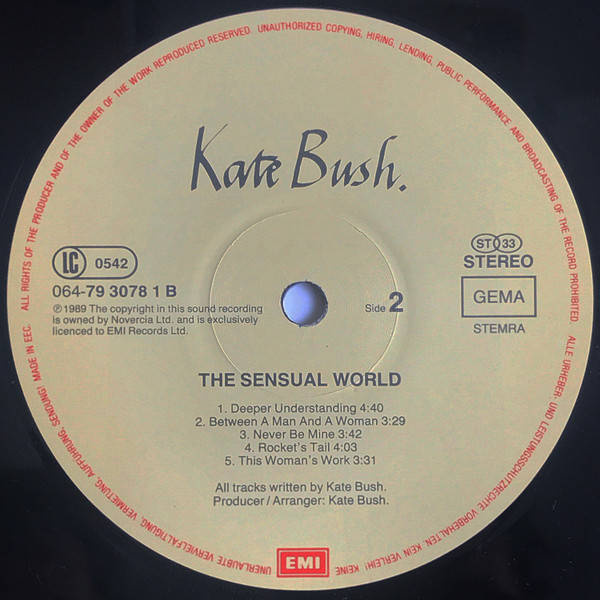 ALL RIGHTS OF THE PRODUCER AND OF THE OWNER OF THE WORK REPRODUCED RESERVED. UNAUTHORIZED COPYING, HIRING, LENDING, PUBLIC PERFORMANCE AND BROADCASTING OF THE RECORD PROHIBITED.
Kate Bush.
LC 0542
064-79 3078 1 B
℗1989 The copyright in this sound recording
is owned by Novercia Ltd. and is exclusively
licenced to EMI Records Ltd.
Side 2
ST 33
STEREO
GEMA
STEMRA
THE SENSUAL WORLD
1. Deeper Understanding 4:40
2. Between A Man And A Woman 3:29
3. Never Be Mine 3:42
4. Rocket's Tail 4:03
5. This Woman's Work 3:31
All tracks written by Kate Bush.
Producer/Arranger: Kate Bush.
ALLE URHEBER- UND LEISTUNGSSCHUTZRECHTE VORBEHALTEN. KEIN VERLEIH! KEINE UNERLAUBTE VERVIELFÄLTIGUNG, VERMIETUNG, AUFFÜHRUNG, SENDUNG! MADE IN EEC.
EMI